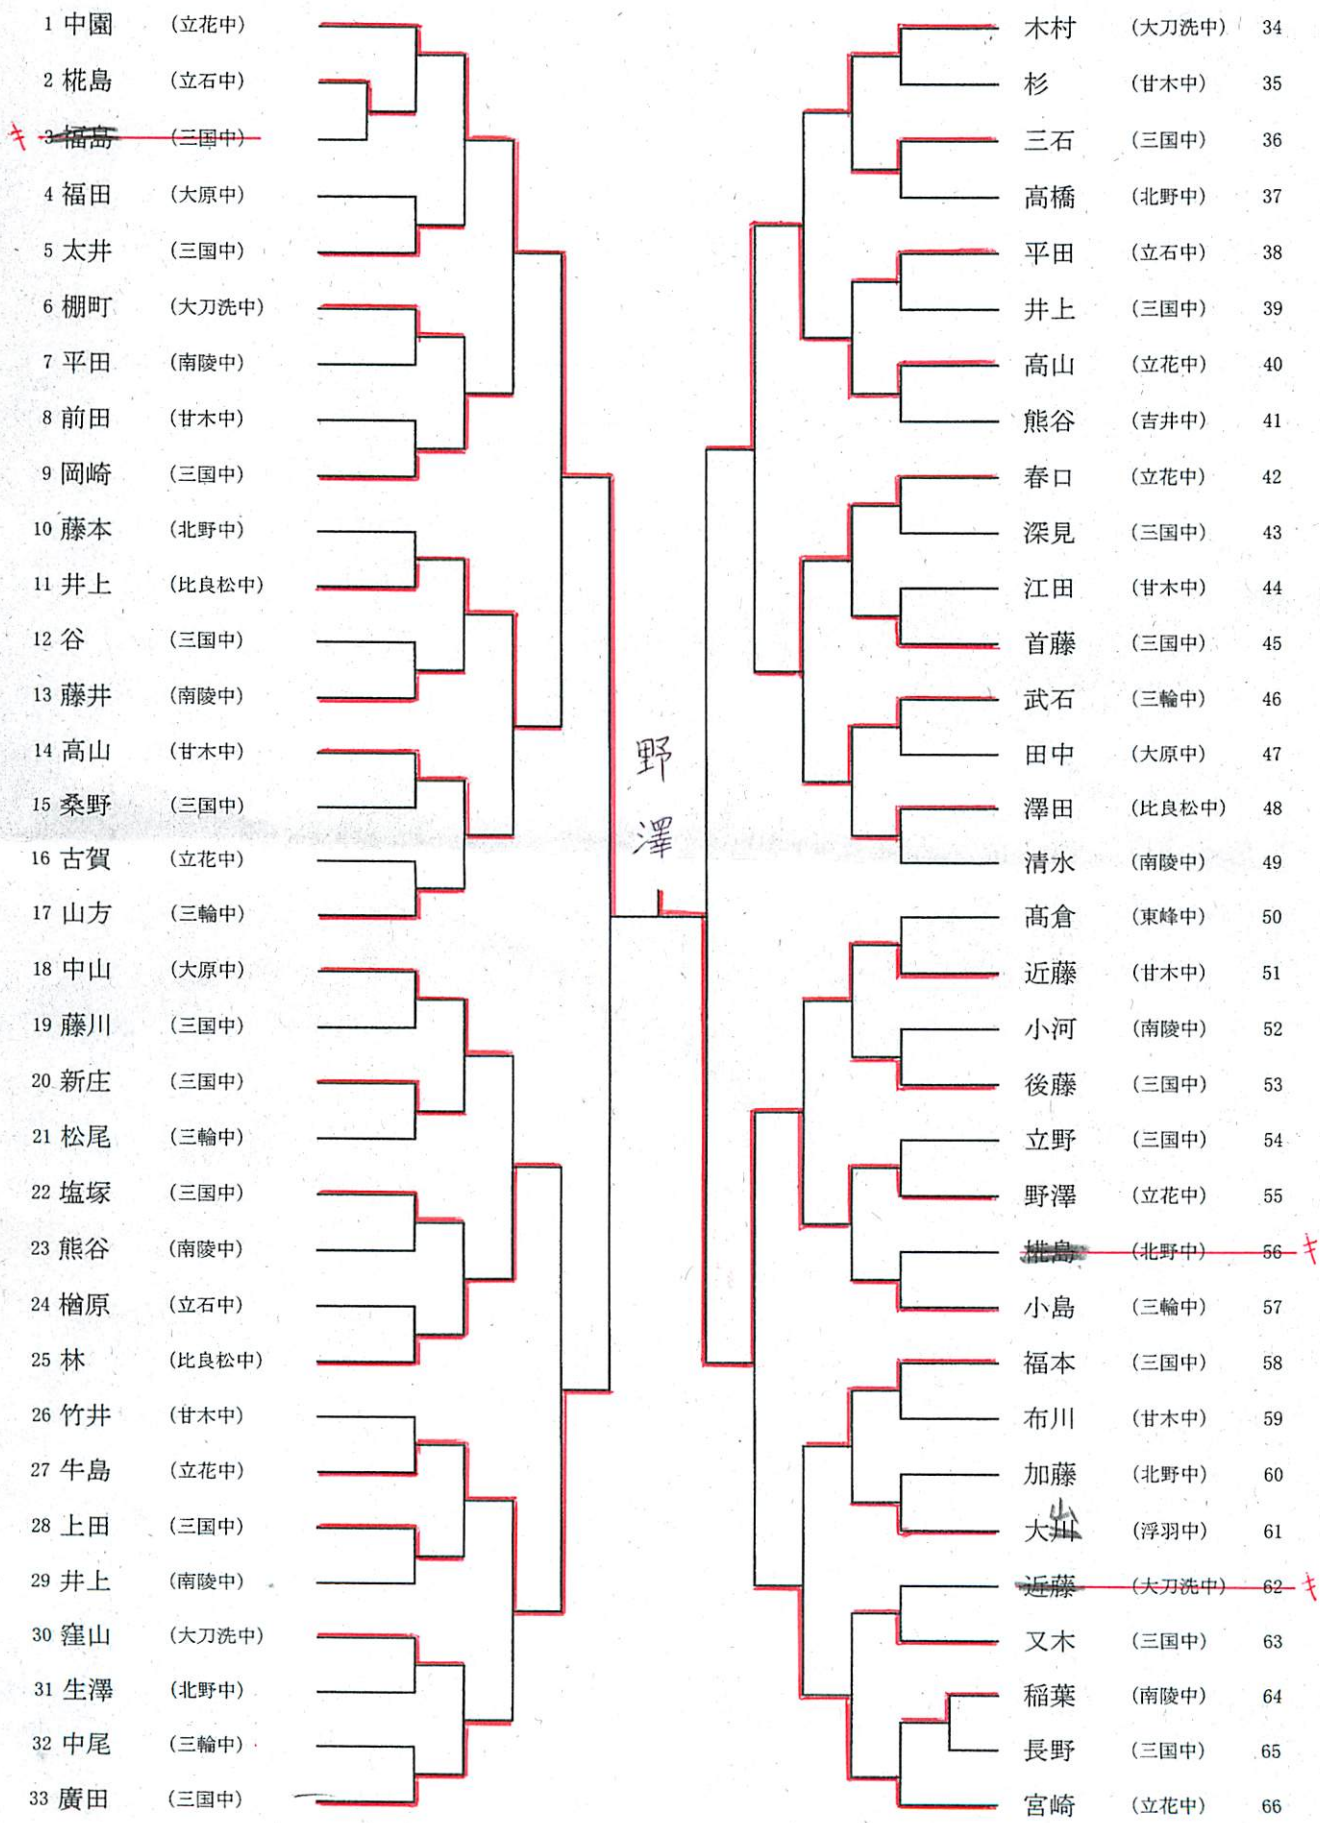 1 中園 (立花中)
2 椛島 (立石中)
キ 3 福島 (三国中)
4 福田 (大原中)
5 太井 (三国中)
6 棚町 (大刀洗中)
7 平田 (南陵中)
8 前田 (甘木中)
9 岡崎 (三国中)
10 藤本 (北野中)
11 井上 (比良松中)
12 谷 (三国中)
13 藤井 (南陵中)
14 高山 (甘木中)
15 桑野 (三国中)
16 古賀 (立花中)
17 山方 (三輪中)
18 中山 (大原中)
19 藤川 (三国中)
20 新庄 (三国中)
21 松尾 (三輪中)
22 塩塚 (三国中)
23 熊谷 (南陵中)
24 楢原 (立石中)
25 林 (比良松中)
26 竹井 (甘木中)
27 牛島 (立花中)
28 上田 (三国中)
29 井上 (南陵中)
30 窪山 (大刀洗中)
31 生澤 (北野中)
32 中尾 (三輪中)
33 廣田 (三国中)
野澤
木村 (大刀洗中) 34
杉 (甘木中) 35
三石 (三国中) 36
高橋 (北野中) 37
平田 (立石中) 38
井上 (三国中) 39
高山 (立花中) 40
熊谷 (吉井中) 41
春口 (立花中) 42
深見 (三国中) 43
江田 (甘木中) 44
首藤 (三国中) 45
武石 (三輪中) 46
田中 (大原中) 47
澤田 (比良松中) 48
清水 (南陵中) 49
髙倉 (東峰中) 50
近藤 (甘木中) 51
小河 (南陵中) 52
後藤 (三国中) 53
立野 (三国中) 54
野澤 (立花中) 55
椛島 (北野中) 56 キ
小島 (三輪中) 57
福本 (三国中) 58
布川 (甘木中) 59
加藤 (北野中) 60
山
大川 (浮羽中) 61
近藤 (大刀洗中) 62 キ
又木 (三国中) 63
稲葉 (南陵中) 64
長野 (三国中) 65
宮崎 (立花中) 66